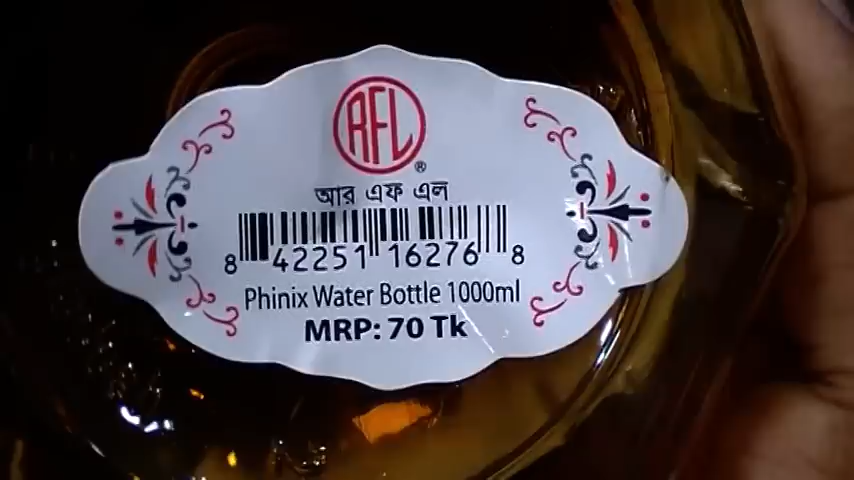 RFL
®
আর এফ এল
8 42251 16276 8
Phinix Water Bottle 1000ml
MRP: 70 Tk